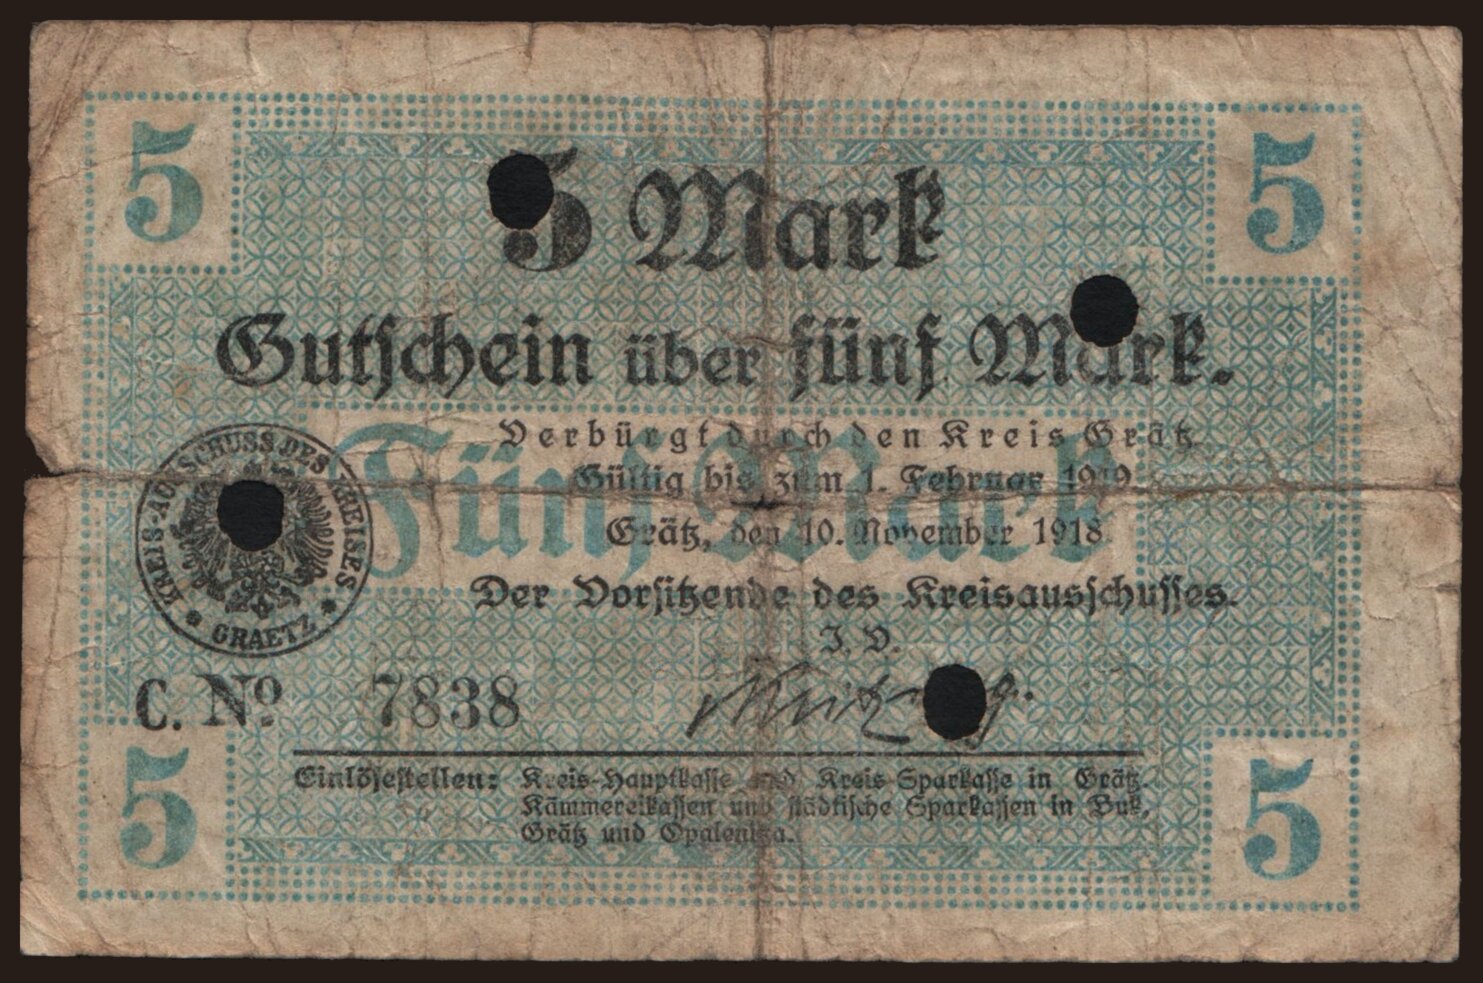 5 5
5 Mark
Gutschein über fünf Mark.
Verbürgt durch den Kreis Grätz
Gültig bis zum 1. Februar 1919
Fünf Mark
Grätz, den 10. November 1918
Der Vorsitzende des Kreisausschusses.
J. V.
KREIS-AUSSCHUSS DES KREISES
* GRAETZ *
C. No 7838
Einlösestellen: Kreis-Hauptkasse und Kreis-Sparkasse in Grätz.
Kämmereikassen und städtische Sparkassen in Buk,
Grätz und Opalenitza.
5 5